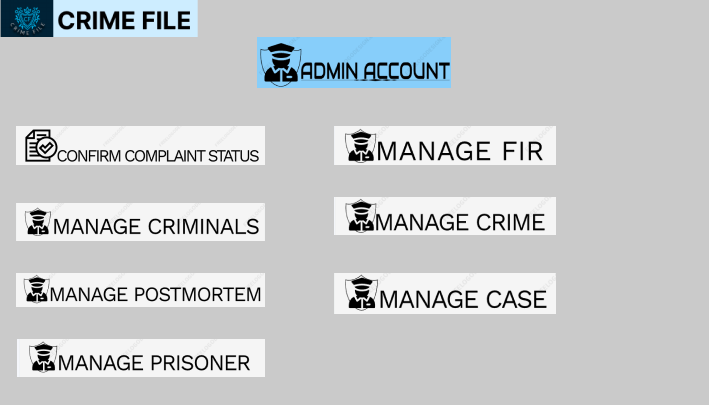 CRIME FILE
ADMIN ACCOUNT
CONFIRM COMPLAINT STATUS
MANAGE FIR
MANAGE CRIMINALS
MANAGE CRIME
MANAGE POSTMORTEM
MANAGE CASE
MANAGE PRISONER